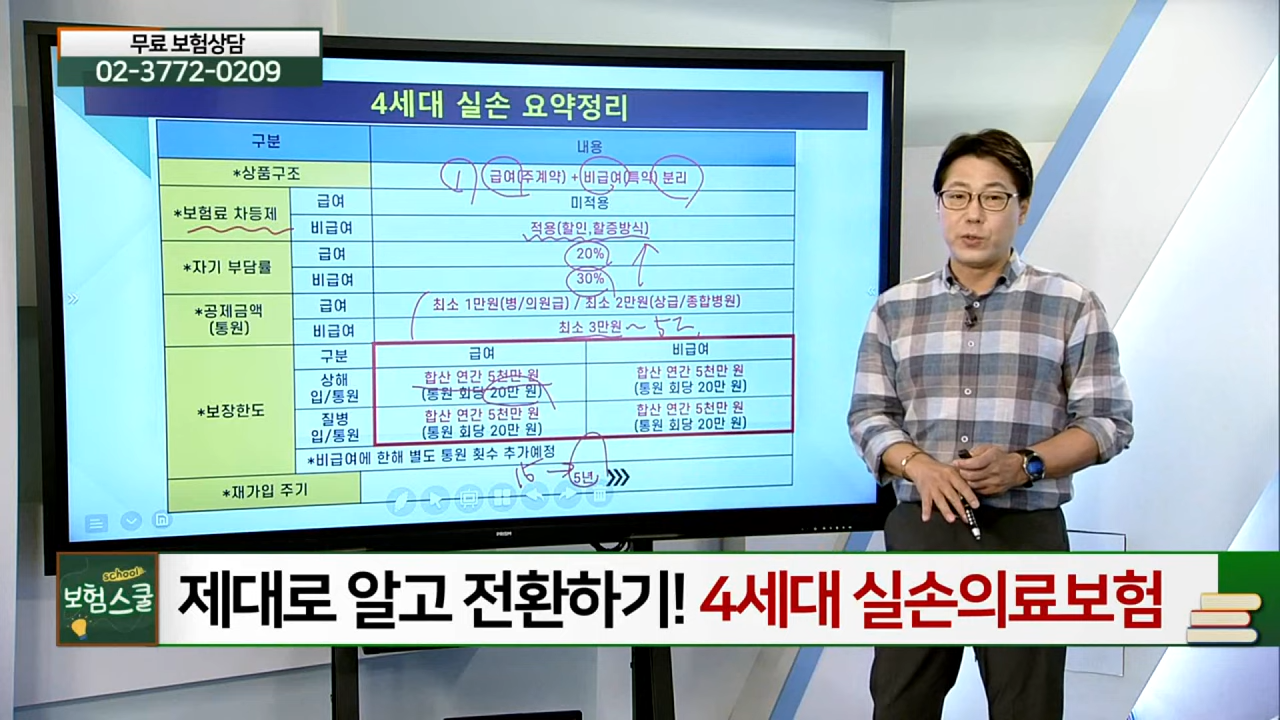 무료 보험상담
02-3772-0209
4세대 실손 요약정리
구분 내용
*상품구조 급여(주계약) + 비급여(특약) 분리
*보험료 차등제 급여 미적용
비급여 적용(할인,할증방식)
*자기 부담률 급여 20%
비급여 30%
*공제금액 (통원) 급여 최소 1만원(병/의원급) / 최소 2만원(상급/종합병원)
비급여 최소 3만원
*보장한도 구분 급여 비급여
상해 입/통원 합산 연간 5천만 원 합산 연간 5천만 원
(통원 회당 20만 원) (통원 회당 20만 원)
질병 입/통원 합산 연간 5천만 원 합산 연간 5천만 원
(통원 회당 20만 원) (통원 회당 20만 원)
*비급여에 한해 별도 통원 횟수 추가예정
15
*재가입 주기 5년
PRISM
school
보험스쿨
제대로 알고 전환하기! 4세대 실손의료보험